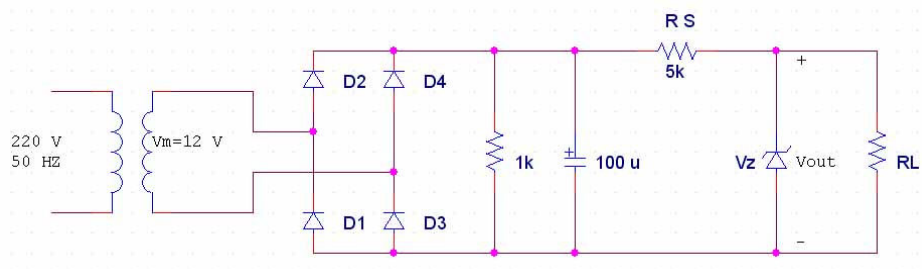 R S
5k
+
D2
D4
220 V
50 HZ
Vm=12 V
1k
+
100 u
Vz
Vout
RL
D1
D3
-